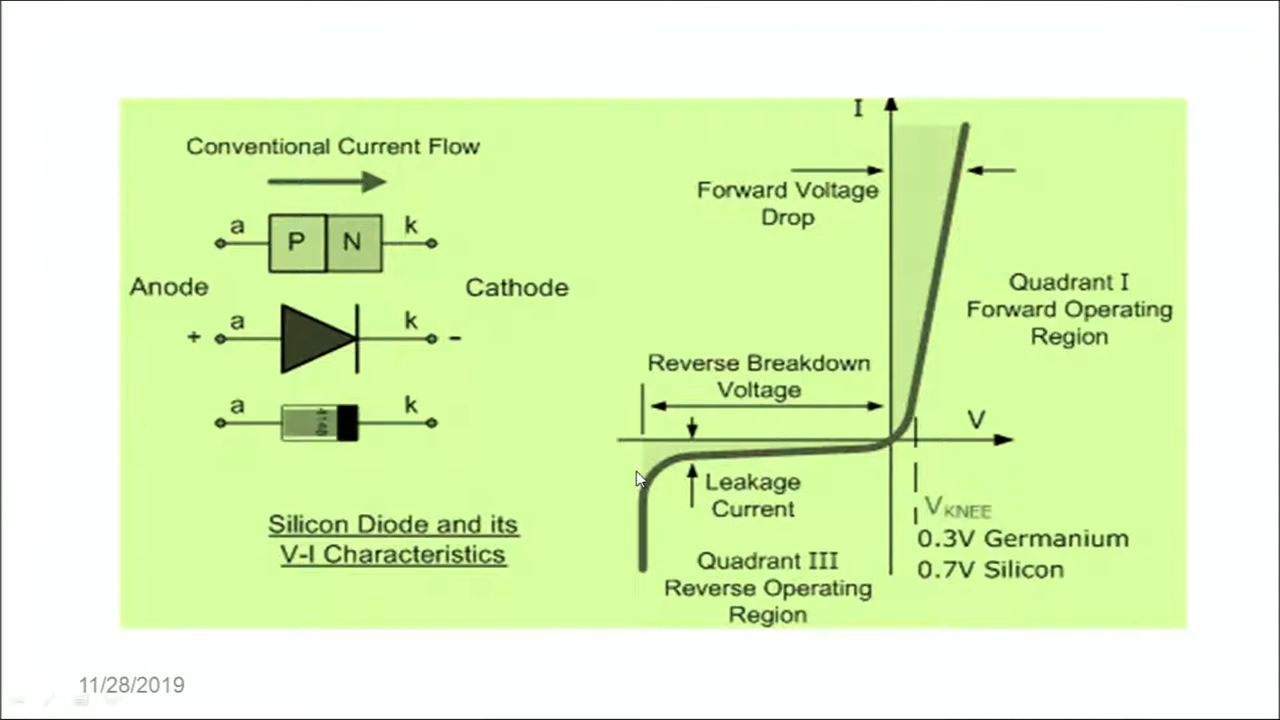 Conventional Current Flow
a
P N
k
Anode
Cathode
+ a
k -
a
4148
k
Silicon Diode and its
V-I Characteristics
I
Forward Voltage
Drop
Quadrant I
Forward Operating
Region
Reverse Breakdown
Voltage
V
Leakage
Current
VKNEE
0.3V Germanium
0.7V Silicon
Quadrant III
Reverse Operating
Region
11/28/2019